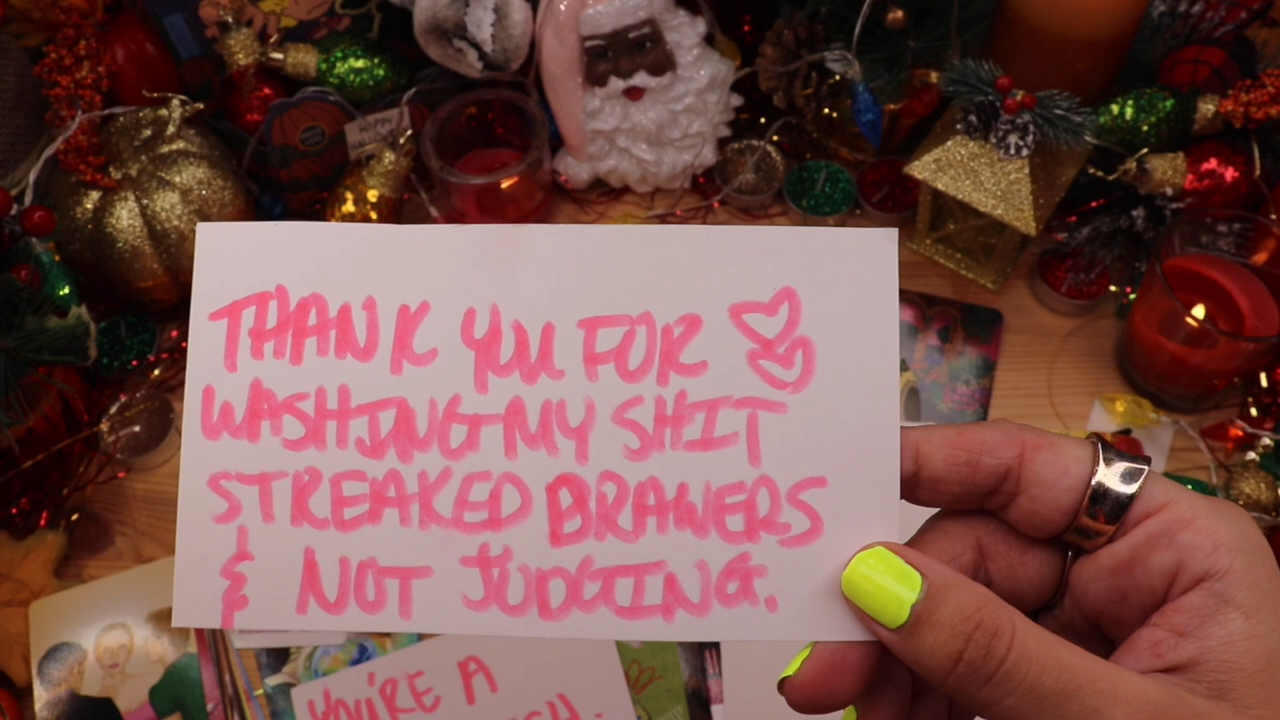 THANK YOU FOR
WASHING MY SHIT
STREAKED DRAWERS
& NOT JUDGING.
YOU'RE A